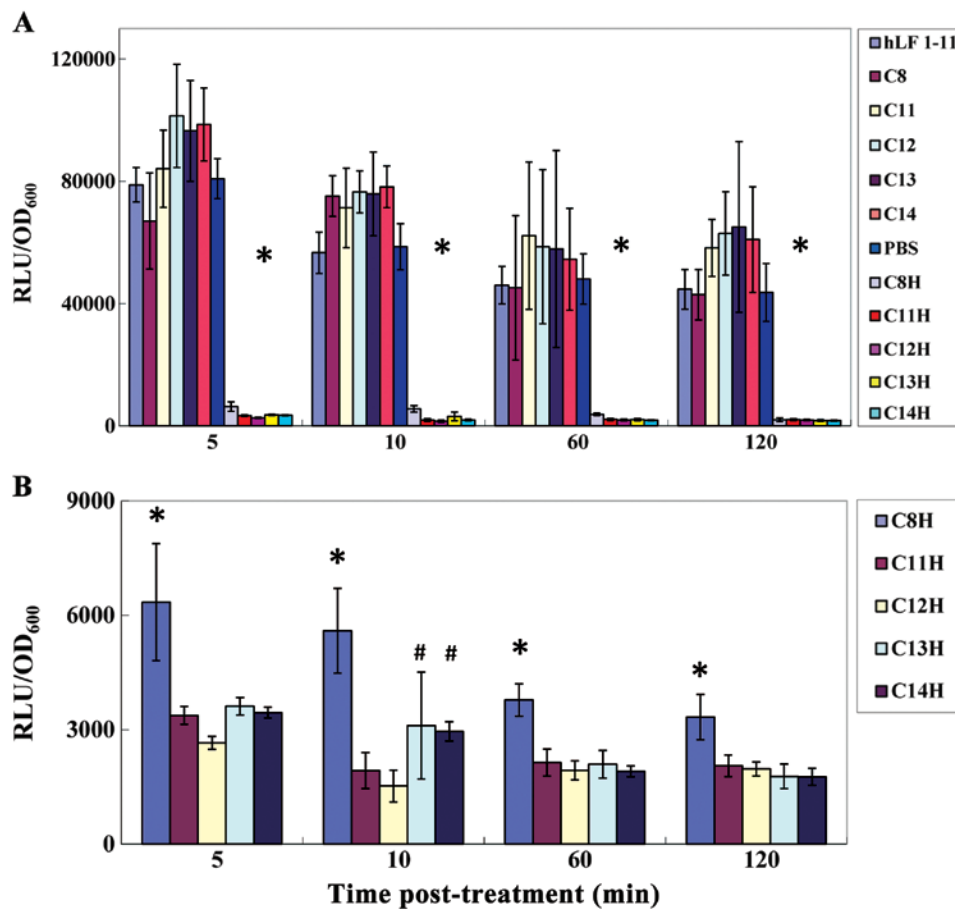 A
RLU/OD600
120000
80000
40000
0
*
*
*
*
5
10
60
120
hLF 1-11
C8
C11
C12
C13
C14
PBS
C8H
C11H
C12H
C13H
C14H
B
RLU/OD600
9000
6000
3000
0
*
*
#
#
*
*
5
10
60
120
Time post-treatment (min)
C8H
C11H
C12H
C13H
C14H